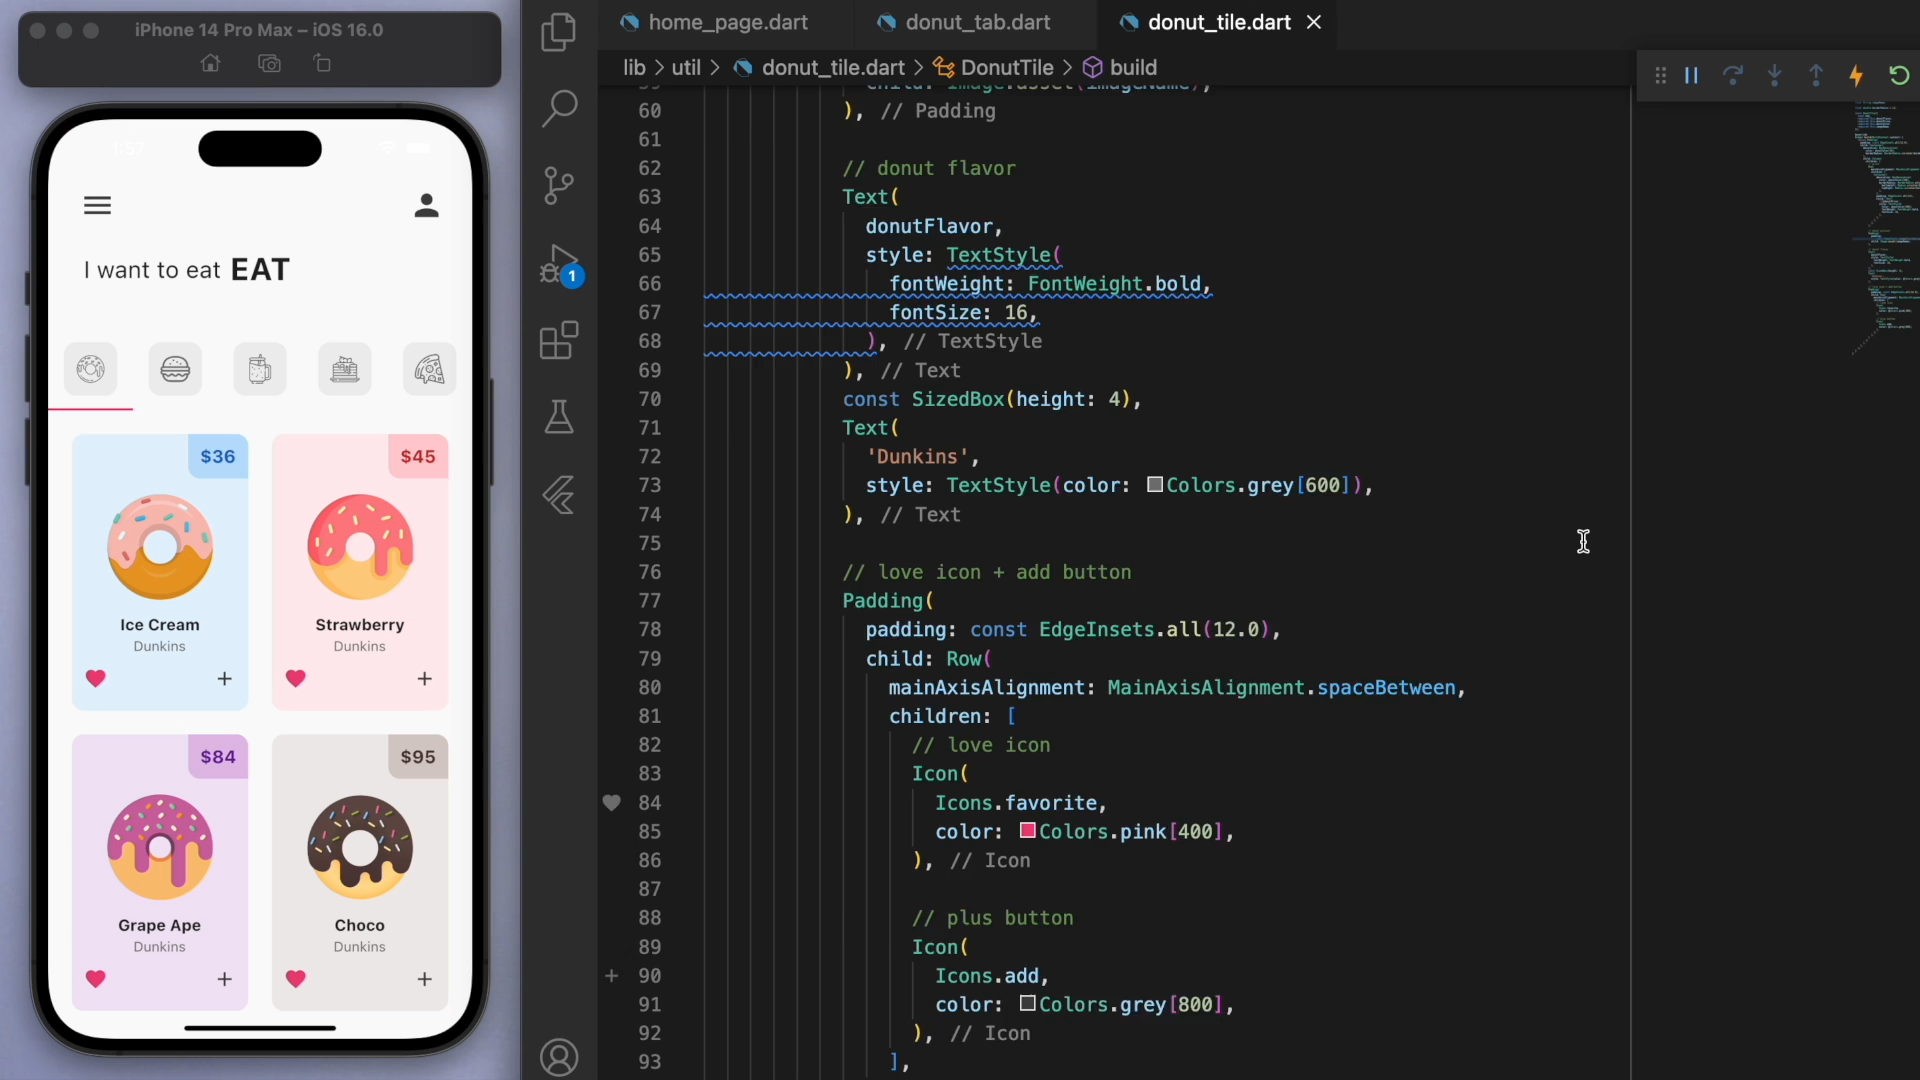 iPhone 14 Pro Max – iOS 16.0
I want to eat EAT
$36
$45
Ice Cream
Dunkins
Strawberry
Dunkins
$84
$95
Grape Ape
Dunkins
Choco
Dunkins
1
home_page.dart
donut_tab.dart
donut_tile.dart
lib > util > donut_tile.dart > DonutTile > build
60 ), // Padding
61
62 // donut flavor
63 Text(
64 donutFlavor,
65 style: TextStyle(
66 fontWeight: FontWeight.bold,
67 fontSize: 16,
68 ), // TextStyle
69 ), // Text
70 const SizedBox(height: 4),
71 Text(
72 'Dunkins',
73 style: TextStyle(color: Colors.grey[600]),
74 ), // Text
75
76 // love icon + add button
77 Padding(
78 padding: const EdgeInsets.all(12.0),
79 child: Row(
80 mainAxisAlignment: MainAxisAlignment.spaceBetween,
81 children: [
82 // love icon
83 Icon(
84 Icons.favorite,
85 color: Colors.pink[400],
86 ), // Icon
87
88 // plus button
89 Icon(
90 Icons.add,
91 color: Colors.grey[800],
92 ), // Icon
93 ],